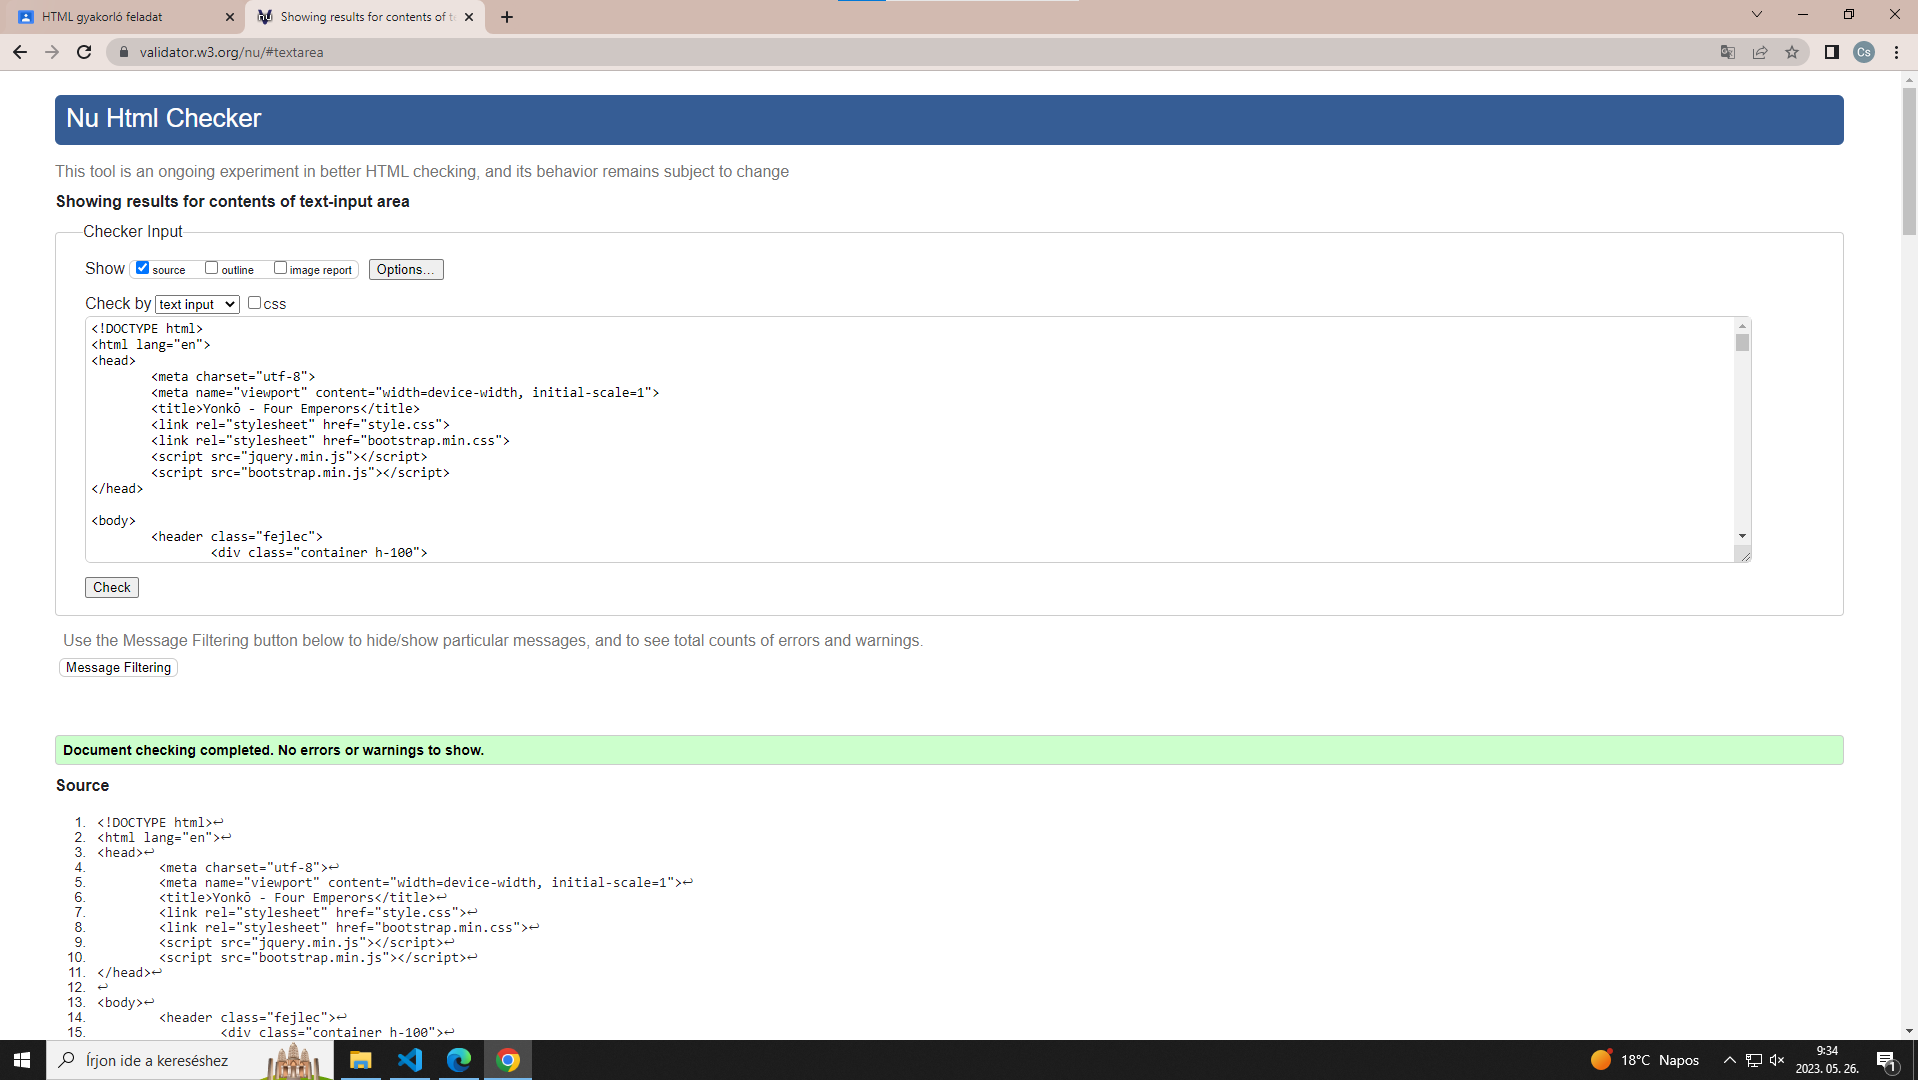 HTML gyakorló feladat
Showing results for contents of te
validator.w3.org/nu/#textarea
Cs
Nu Html Checker
This tool is an ongoing experiment in better HTML checking, and its behavior remains subject to change
Showing results for contents of text-input area
Checker Input
Show source outline image report Options...
Check by text input css
<!DOCTYPE html>
<html lang="en">
<head>
<meta charset="utf-8">
<meta name="viewport" content="width=device-width, initial-scale=1">
<title>Yonkō - Four Emperors</title>
<link rel="stylesheet" href="style.css">
<link rel="stylesheet" href="bootstrap.min.css">
<script src="jquery.min.js"></script>
<script src="bootstrap.min.js"></script>
</head>
<body>
<header class="fejlec">
<div class="container h-100">
Check
Use the Message Filtering button below to hide/show particular messages, and to see total counts of errors and warnings.
Message Filtering
Document checking completed. No errors or warnings to show.
Source
1. <!DOCTYPE html>↩
2. <html lang="en">↩
3. <head>↩
4. <meta charset="utf-8">↩
5. <meta name="viewport" content="width=device-width, initial-scale=1">↩
6. <title>Yonkō - Four Emperors</title>↩
7. <link rel="stylesheet" href="style.css">↩
8. <link rel="stylesheet" href="bootstrap.min.css">↩
9. <script src="jquery.min.js"></script>↩
10. <script src="bootstrap.min.js"></script>↩
11. </head>↩
12. ↩
13. <body>↩
14. <header class="fejlec">↩
15. <div class="container h-100">↩
Írjon ide a kereséshez
18°C Napos
9:34
2023. 05. 26.
1